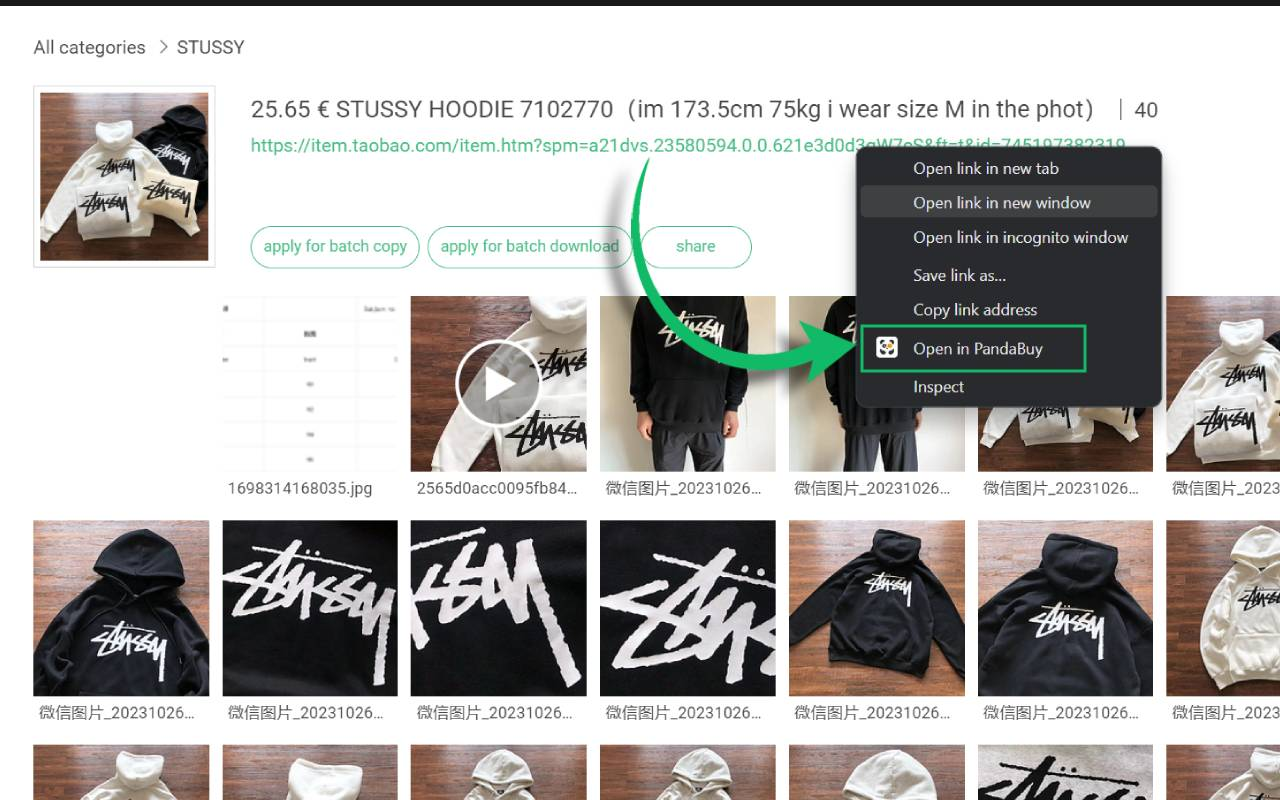 All categories > STUSSY
25.65 € STUSSY HOODIE 7102770（im 173.5cm 75kg i wear size M in the phot） | 40
https://item.taobao.com/item.htm?spm=a21dvs.23580594.0.0.621e3d0d3qWZeS&ft=t&id=745197382319
apply for batch copy
apply for batch download
share
Open link in new tab
Open link in new window
Open link in incognito window
Save link as...
Copy link address
Open in PandaBuy
Inspect
1698314168035.jpg
2565d0acc0095fb84...
微信图片_20231026...
微信图片_20231026...
微信图片_20231026...
微信图片_2023
微信图片_20231026...
微信图片_20231026...
微信图片_20231026...
微信图片_20231026...
微信图片_20231026...
微信图片_20231026...
微信图片_2023